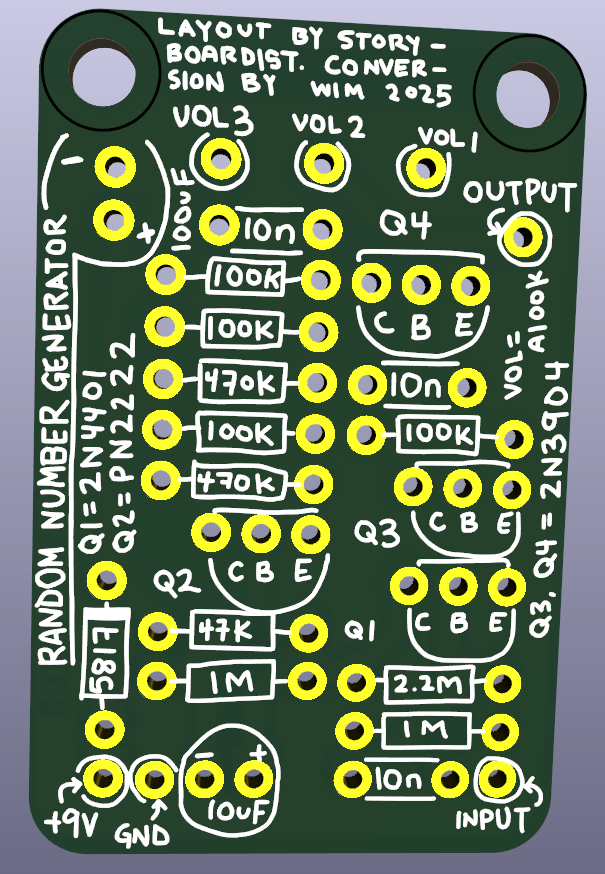 LAYOUT BY STORY-
BOARDIST. CONVER-
SION BY WIM 2025
VOL3
VOL2
VOL1
OUTPUT
-
+
100uF
10n
Q4
100K
C B E
100K
VOL=
A100K
470K
10n
100K
100K
470K
C B E
Q3
RANDOM NUMBER GENERATOR
Q1=2N4401
Q2=PN2222
Q3, Q4=2N3904
Q2
C B E
C B E
47K
Q1
5817
1M
2.2M
1M
- +
10uF
10n
+9V
GND
INPUT